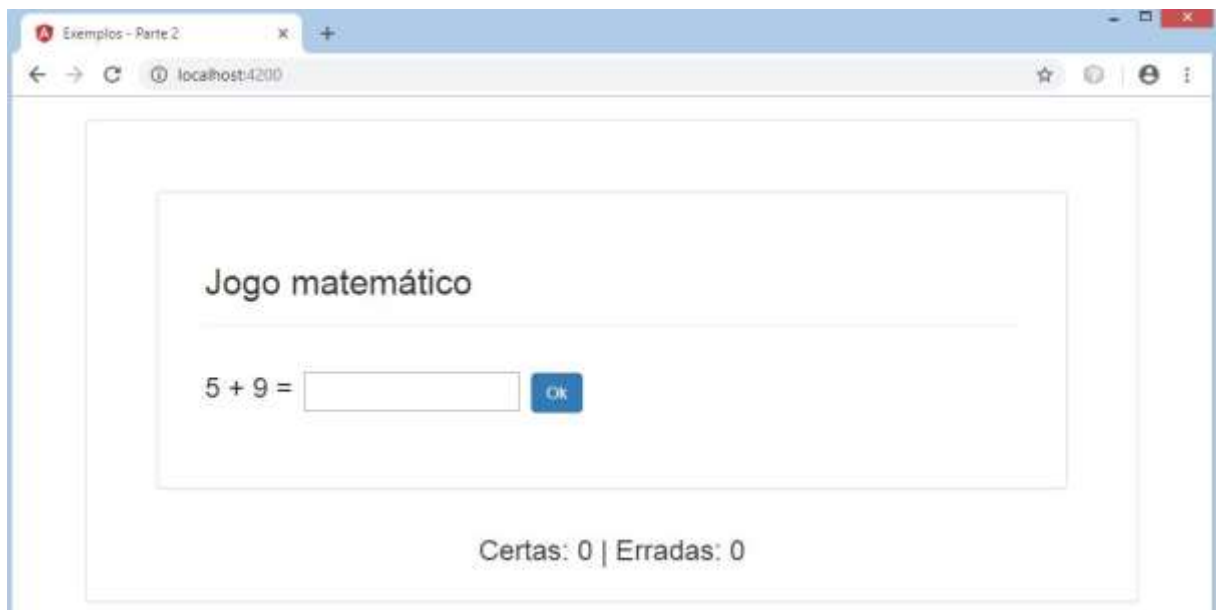 Exemplos - Parte 2
localhost:4200
Jogo matemático
5 + 9 =
Ok
Certas: 0 | Erradas: 0